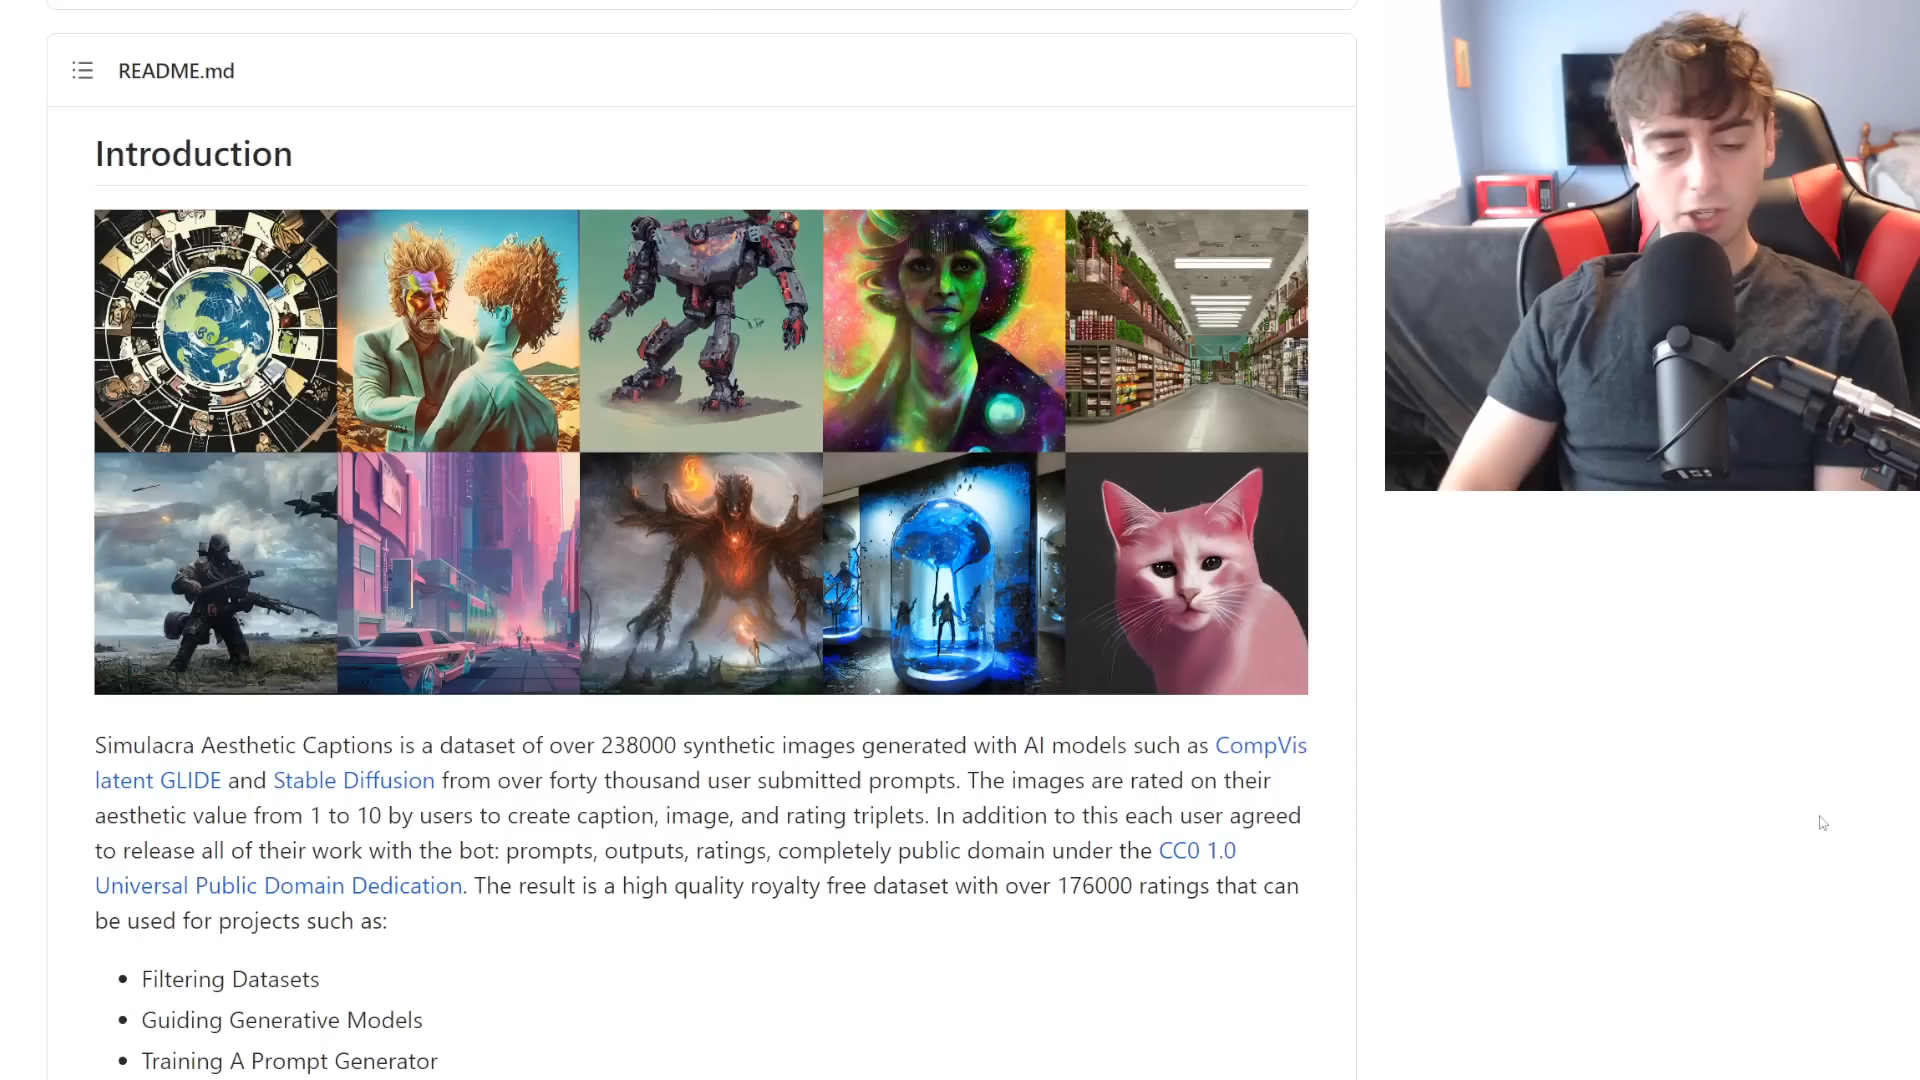 README.md
Introduction
Simulacra Aesthetic Captions is a dataset of over 238000 synthetic images generated with AI models such as CompVis
latent GLIDE and Stable Diffusion from over forty thousand user submitted prompts. The images are rated on their
aesthetic value from 1 to 10 by users to create caption, image, and rating triplets. In addition to this each user agreed
to release all of their work with the bot: prompts, outputs, ratings, completely public domain under the CC0 1.0
Universal Public Domain Dedication. The result is a high quality royalty free dataset with over 176000 ratings that can
be used for projects such as:
• Filtering Datasets
• Guiding Generative Models
• Training A Prompt Generator